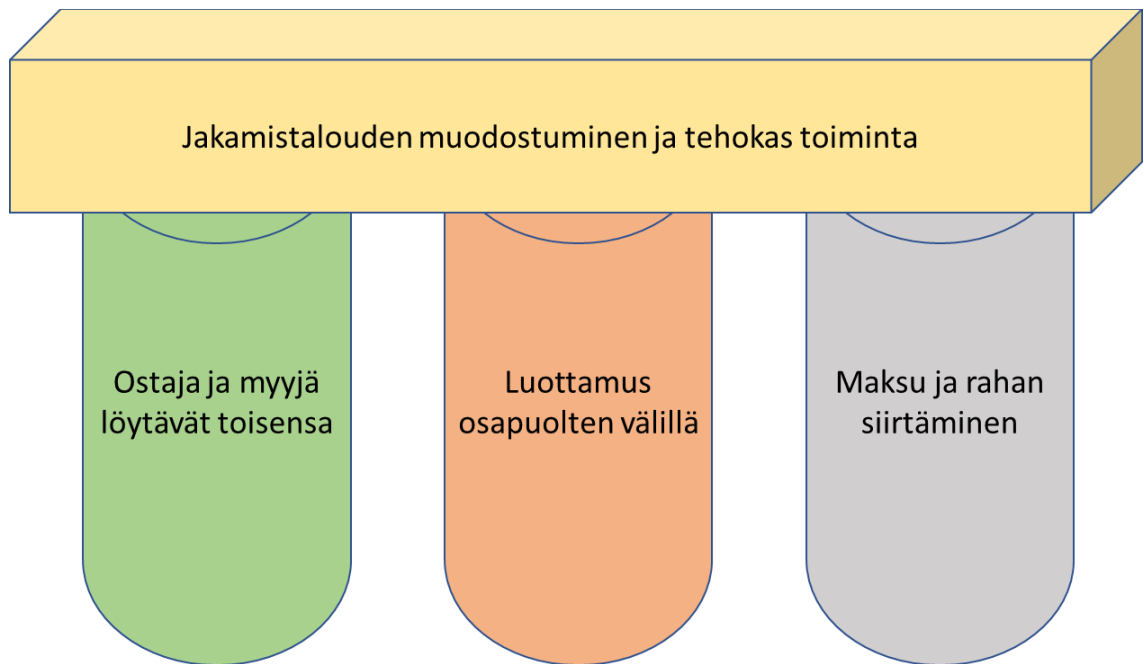 Jakamistalouden muodostuminen ja tehokas toiminta
Ostaja ja myyjä
löytävät toisensa
Luottamus
osapuolten välillä
Maksu ja rahan
siirtäminen